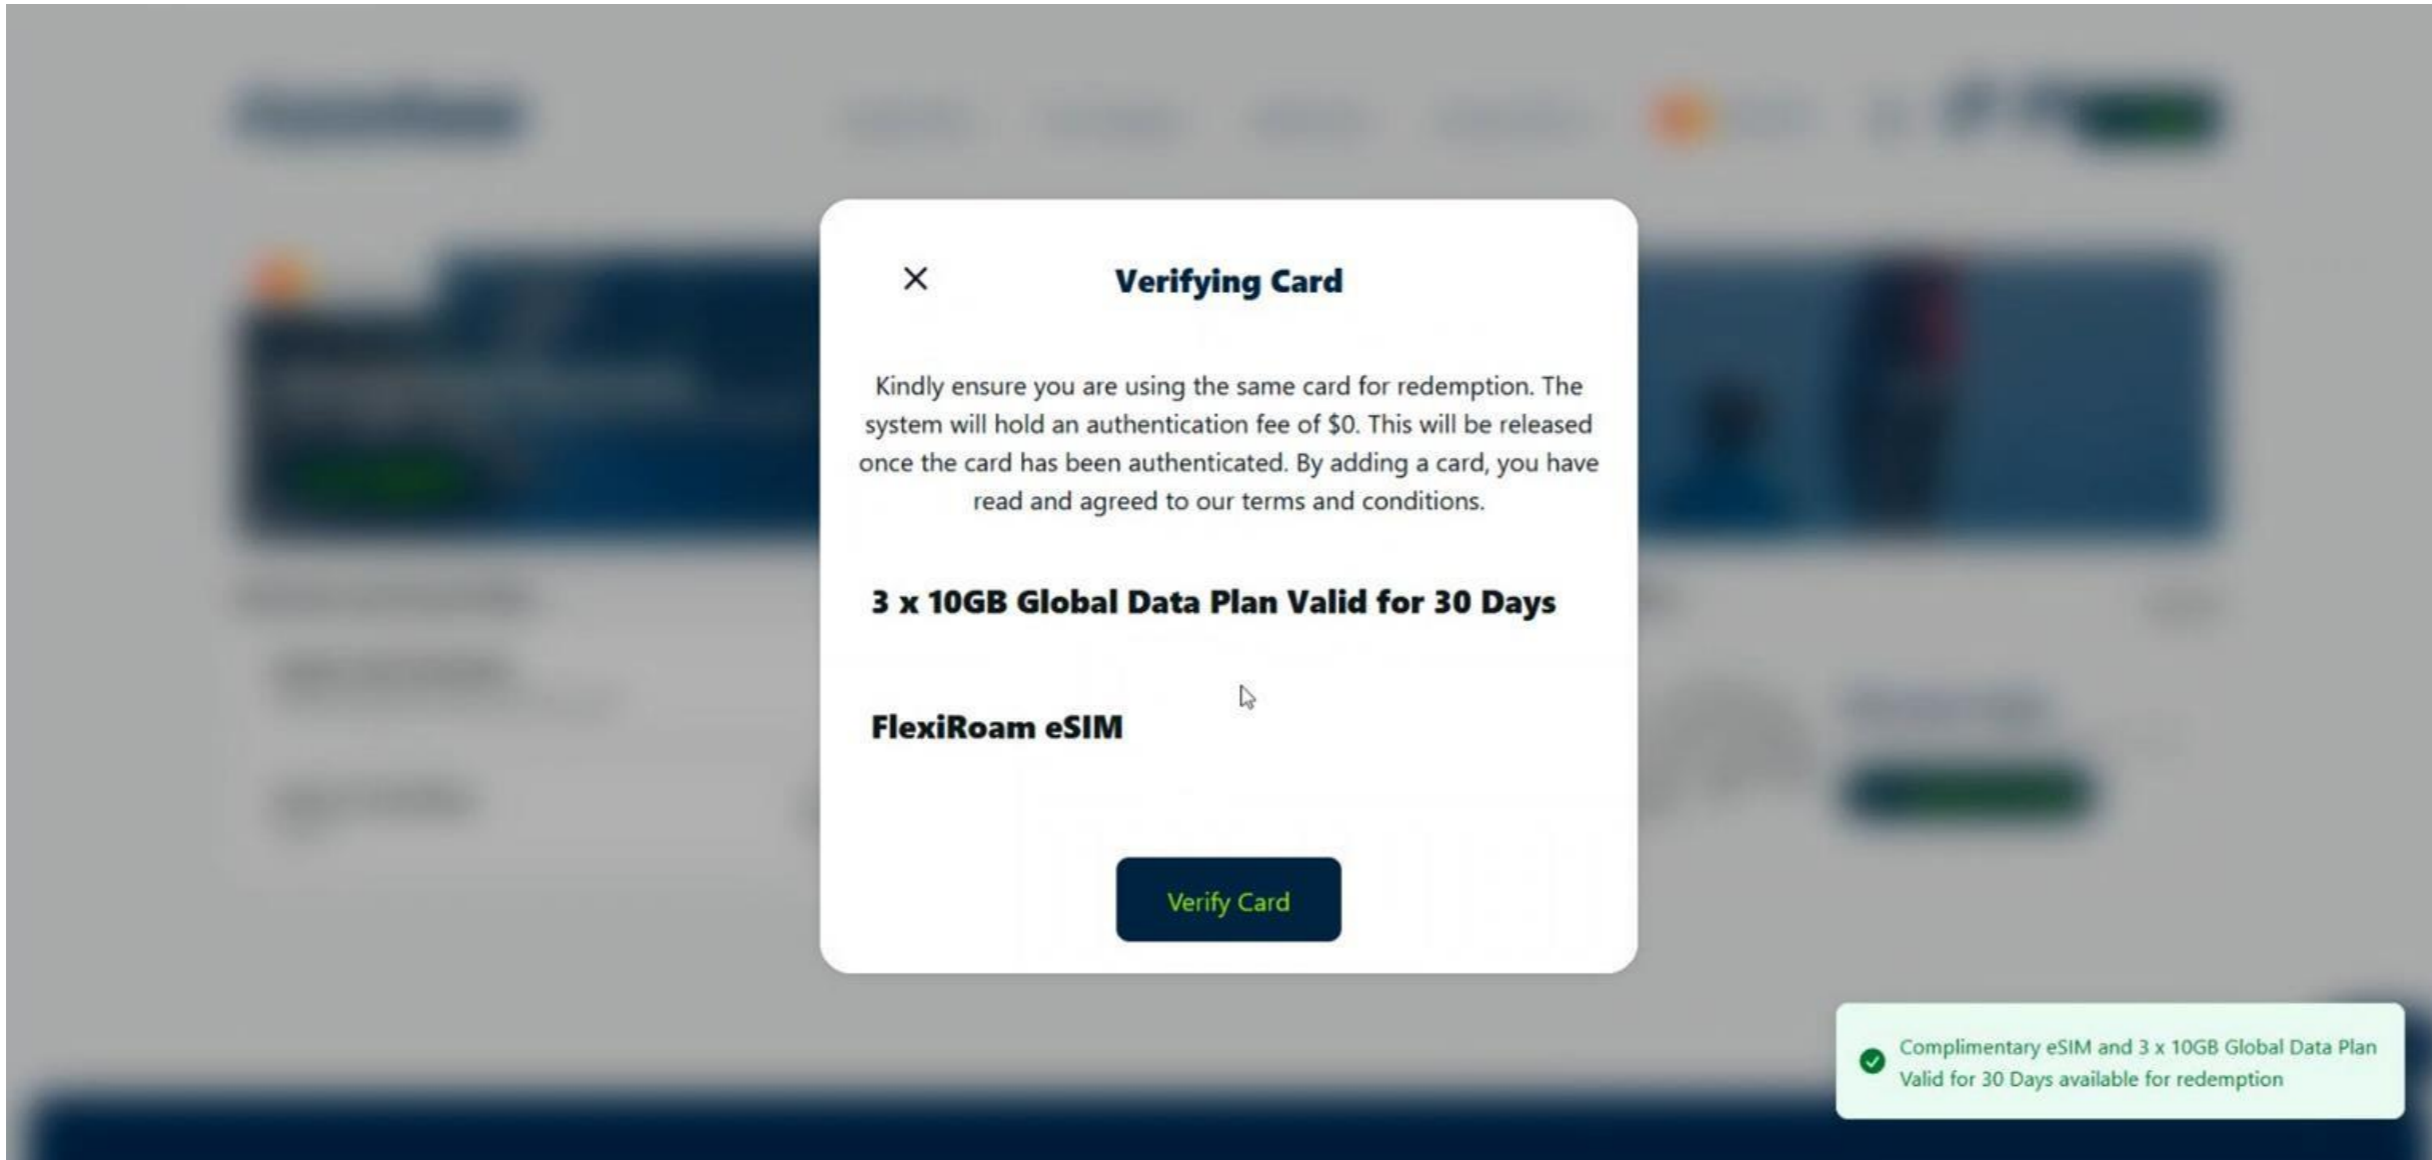 Verifying Card
Kindly ensure you are using the same card for redemption. The
system will hold an authentication fee of $0. This will be released
once the card has been authenticated. By adding a card, you have
read and agreed to our terms and conditions.
3 x 10GB Global Data Plan Valid for 30 Days
FlexiRoam eSIM
Verify Card
Complimentary eSIM and 3 x 10GB Global Data Plan
Valid for 30 Days available for redemption